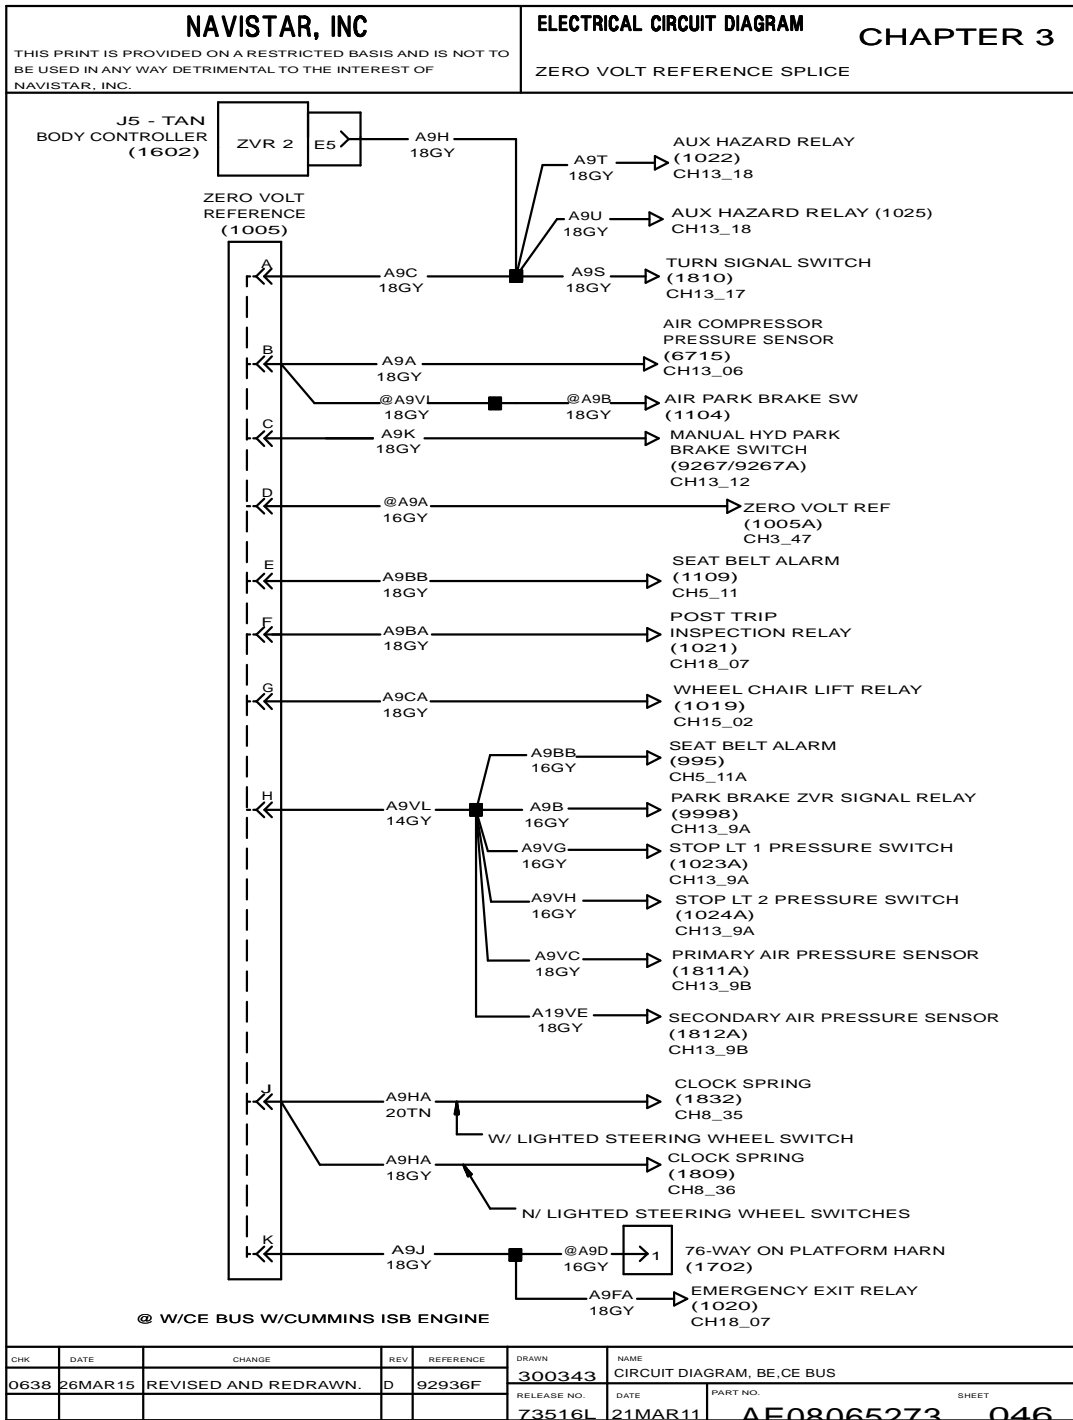 NAVISTAR, INC
THIS PRINT IS PROVIDED ON A RESTRICTED BASIS AND IS NOT TO
BE USED IN ANY WAY DETRIMENTAL TO THE INTEREST OF
NAVISTAR, INC.
ELECTRICAL CIRCUIT DIAGRAM
CHAPTER 3
ZERO VOLT REFERENCE SPLICE
J5 - TAN
BODY CONTROLLER
(1602)
ZVR 2
E5
A9H
18GY
A9T
18GY
AUX HAZARD RELAY
(1022)
CH13_18
ZERO VOLT
REFERENCE
(1005)
A9U
18GY
AUX HAZARD RELAY (1025)
CH13_18
A
A9C
18GY
A9S
18GY
TURN SIGNAL SWITCH
(1810)
CH13_17
B
A9A
18GY
AIR COMPRESSOR
PRESSURE SENSOR
(6715)
CH13_06
@A9VL
18GY
@A9B
18GY
AIR PARK BRAKE SW
(1104)
C
A9K
18GY
MANUAL HYD PARK
BRAKE SWITCH
(9267/9267A)
CH13_12
D
@A9A
16GY
ZERO VOLT REF
(1005A)
CH3_47
E
A9BB
18GY
SEAT BELT ALARM
(1109)
CH5_11
F
A9BA
18GY
POST TRIP
INSPECTION RELAY
(1021)
CH18_07
G
A9CA
18GY
WHEEL CHAIR LIFT RELAY
(1019)
CH15_02
A9BB
16GY
SEAT BELT ALARM
(995)
CH5_11A
H
A9VL
14GY
A9B
16GY
PARK BRAKE ZVR SIGNAL RELAY
(9998)
CH13_9A
A9VG
16GY
STOP LT 1 PRESSURE SWITCH
(1023A)
CH13_9A
A9VH
16GY
STOP LT 2 PRESSURE SWITCH
(1024A)
CH13_9A
A9VC
18GY
PRIMARY AIR PRESSURE SENSOR
(1811A)
CH13_9B
A19VE
18GY
SECONDARY AIR PRESSURE SENSOR
(1812A)
CH13_9B
J
A9HA
20TN
CLOCK SPRING
(1832)
CH8_35
W/ LIGHTED STEERING WHEEL SWITCH
A9HA
18GY
CLOCK SPRING
(1809)
CH8_36
N/ LIGHTED STEERING WHEEL SWITCHES
K
A9J
18GY
@A9D
16GY
1
76-WAY ON PLATFORM HARN
(1702)
A9FA
18GY
EMERGENCY EXIT RELAY
(1020)
CH18_07
@ W/CE BUS W/CUMMINS ISB ENGINE
CHK DATE CHANGE REV REFERENCE
0638 26MAR15 REVISED AND REDRAWN. D 92936F
DRAWN
300343
NAME
CIRCUIT DIAGRAM, BE,CE BUS
RELEASE NO.
73516L
DATE
21MAR11
PART NO.
AE08065273
SHEET
046